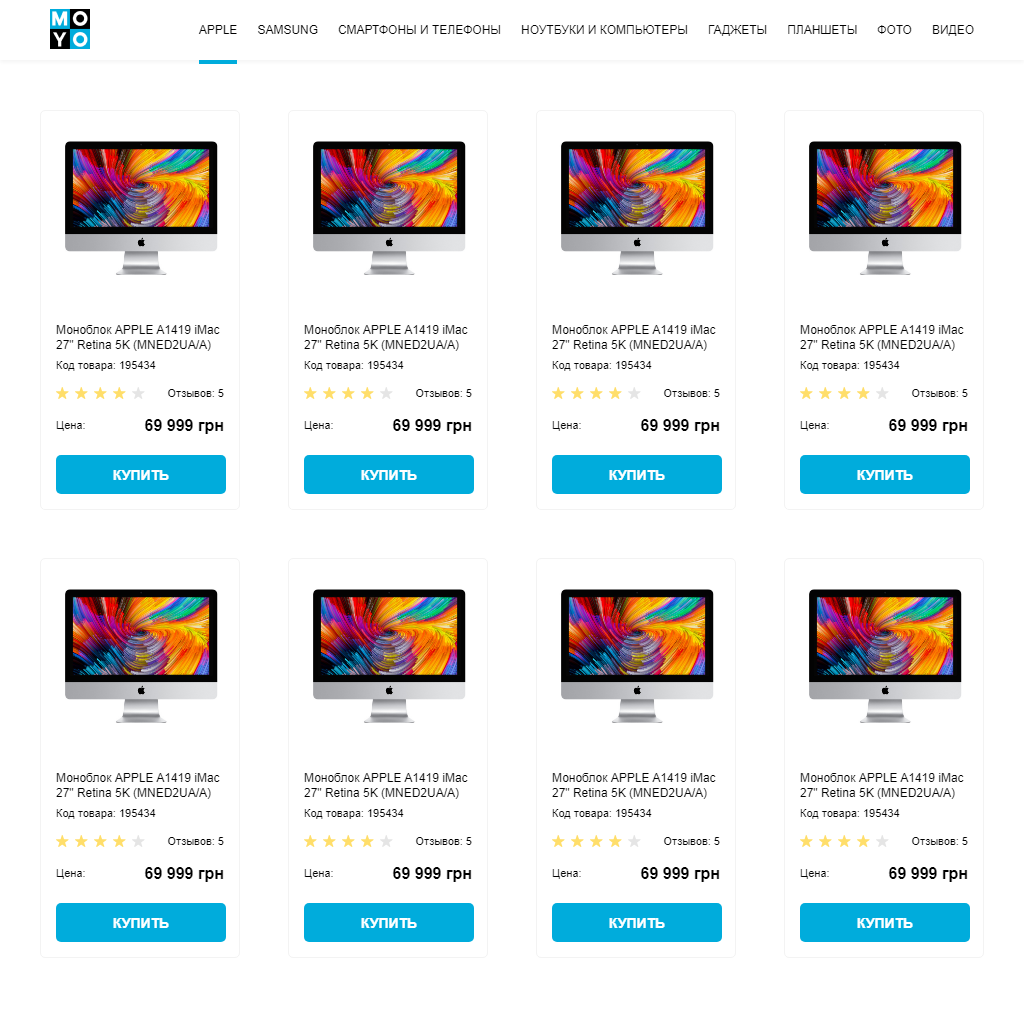 MO
YO
APPLE SAMSUNG СМАРТФОНЫ И ТЕЛЕФОНЫ НОУТБУКИ И КОМПЬЮТЕРЫ ГАДЖЕТЫ ПЛАНШЕТЫ ФОТО ВИДЕО
Моноблок APPLE A1419 iMac
27" Retina 5K (MNED2UA/A)
Код товара: 195434
Отзывов: 5
Цена: 69 999 грн
КУПИТЬ
Моноблок APPLE A1419 iMac
27" Retina 5K (MNED2UA/A)
Код товара: 195434
Отзывов: 5
Цена: 69 999 грн
КУПИТЬ
Моноблок APPLE A1419 iMac
27" Retina 5K (MNED2UA/A)
Код товара: 195434
Отзывов: 5
Цена: 69 999 грн
КУПИТЬ
Моноблок APPLE A1419 iMac
27" Retina 5K (MNED2UA/A)
Код товара: 195434
Отзывов: 5
Цена: 69 999 грн
КУПИТЬ
Моноблок APPLE A1419 iMac
27" Retina 5K (MNED2UA/A)
Код товара: 195434
Отзывов: 5
Цена: 69 999 грн
КУПИТЬ
Моноблок APPLE A1419 iMac
27" Retina 5K (MNED2UA/A)
Код товара: 195434
Отзывов: 5
Цена: 69 999 грн
КУПИТЬ
Моноблок APPLE A1419 iMac
27" Retina 5K (MNED2UA/A)
Код товара: 195434
Отзывов: 5
Цена: 69 999 грн
КУПИТЬ
Моноблок APPLE A1419 iMac
27" Retina 5K (MNED2UA/A)
Код товара: 195434
Отзывов: 5
Цена: 69 999 грн
КУПИТЬ